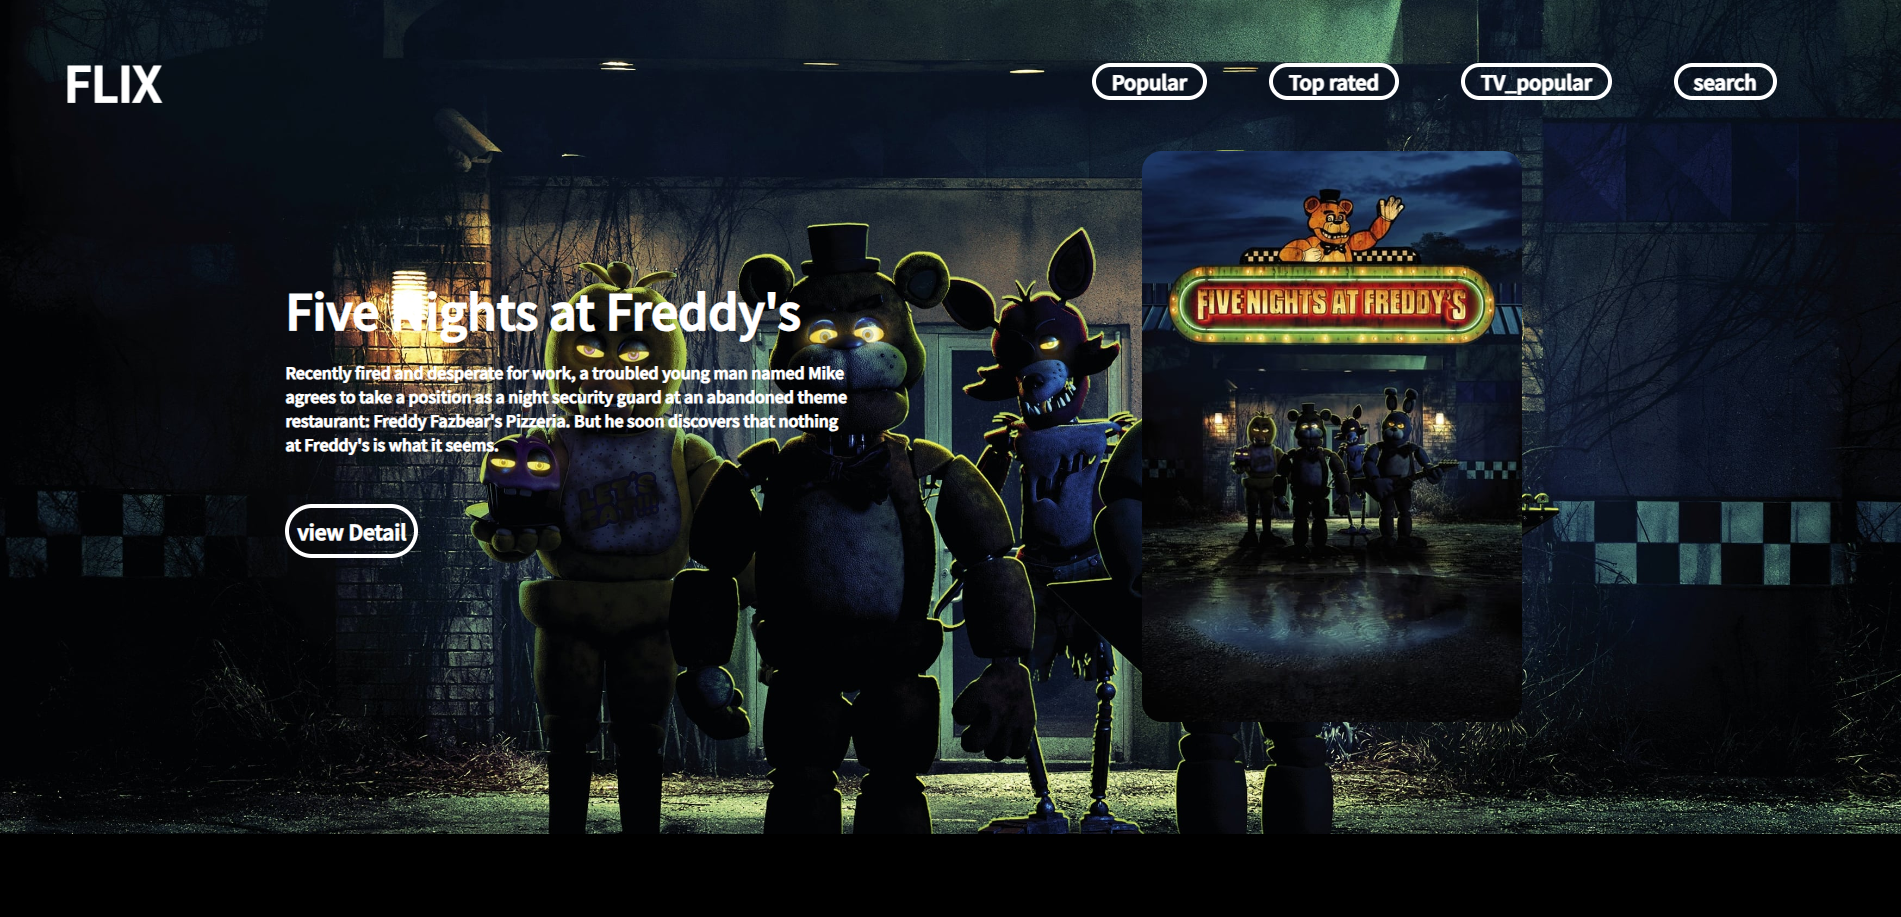 FLIX
Popular
Top rated
TV_popular
search
Five Nights at Freddy's
Recently fired and desperate for work, a troubled young man named Mike
agrees to take a position as a night security guard at an abandoned theme
restaurant: Freddy Fazbear's Pizzeria. But he soon discovers that nothing
at Freddy's is what it seems.
view Detail
FIVE NIGHTS AT FREDDY'S
LET'S
EAT!!!